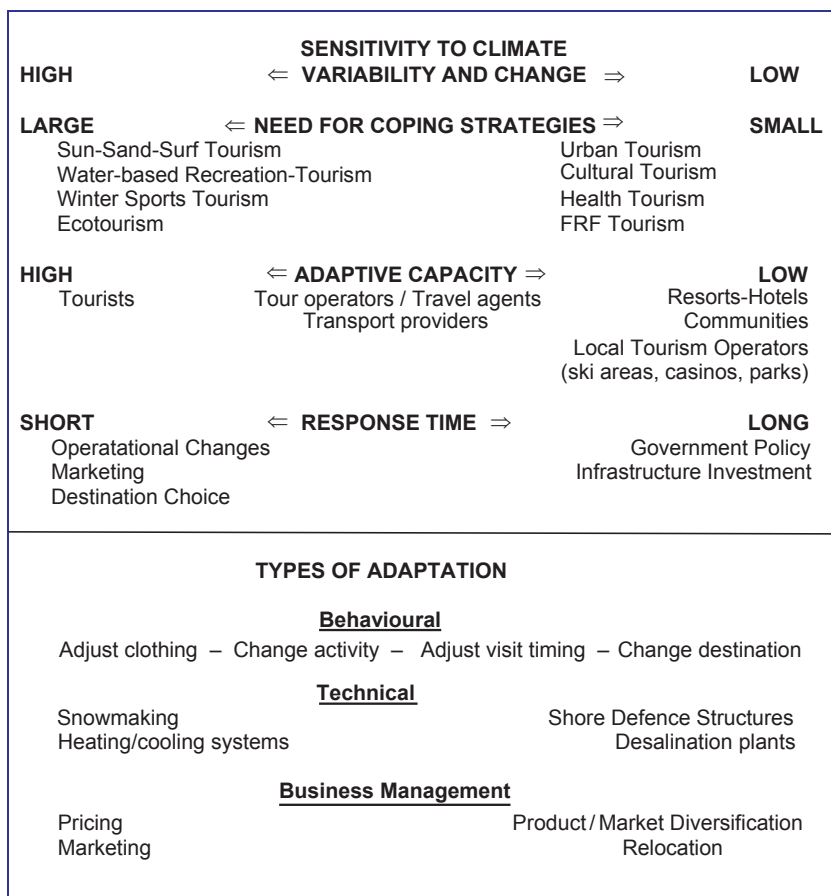 SENSITIVITY TO CLIMATE
HIGH ⇐ VARIABILITY AND CHANGE ⇒ LOW
LARGE ⇐ NEED FOR COPING STRATEGIES ⇒ SMALL
Sun-Sand-Surf Tourism Urban Tourism
Water-based Recreation-Tourism Cultural Tourism
Winter Sports Tourism Health Tourism
Ecotourism FRF Tourism
HIGH ⇐ ADAPTIVE CAPACITY ⇒ LOW
Tourists Tour operators / Travel agents Resorts-Hotels
Transport providers Communities
Local Tourism Operators
(ski areas, casinos, parks)
SHORT ⇐ RESPONSE TIME ⇒ LONG
Operatational Changes Government Policy
Marketing Infrastructure Investment
Destination Choice
TYPES OF ADAPTATION
Behavioural
Adjust clothing – Change activity – Adjust visit timing – Change destination
Technical
Snowmaking Shore Defence Structures
Heating/cooling systems Desalination plants
Business Management
Pricing Product / Market Diversification
Marketing Relocation